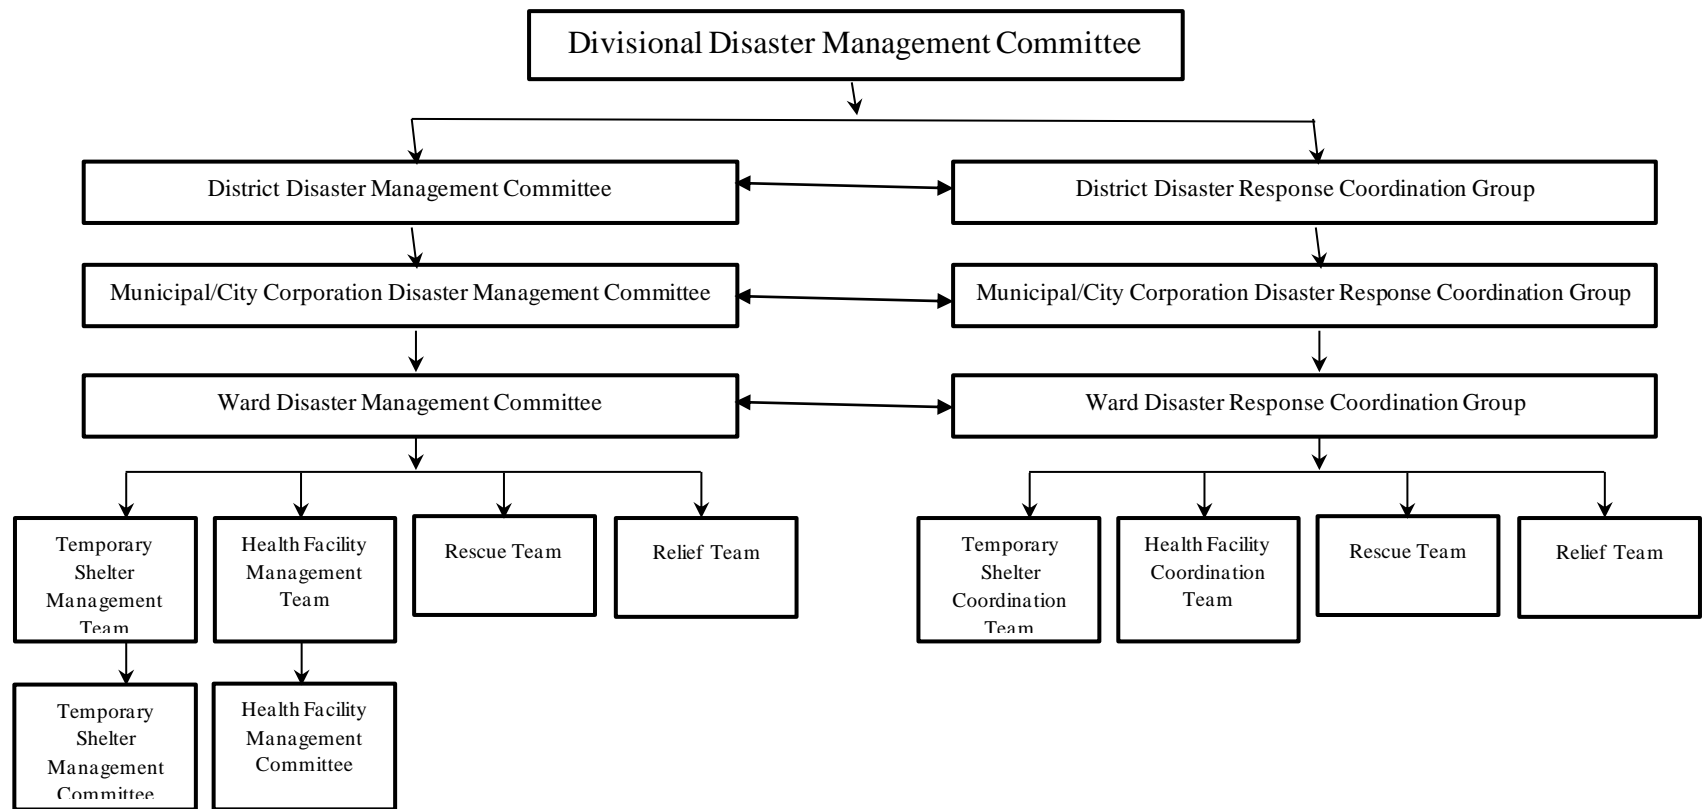 Divisional Disaster Management Committee
District Disaster Management Committee
District Disaster Response Coordination Group
Municipal/City Corporation Disaster Management Committee
Municipal/City Corporation Disaster Response Coordination Group
Ward Disaster Management Committee
Ward Disaster Response Coordination Group
Temporary
Shelter
Management
Team
Health Facility
Management
Team
Rescue Team
Relief Team
Temporary
Shelter
Coordination
Team
Health Facility
Coordination
Team
Rescue Team
Relief Team
Temporary
Shelter
Management
Committee
Health Facility
Management
Committee